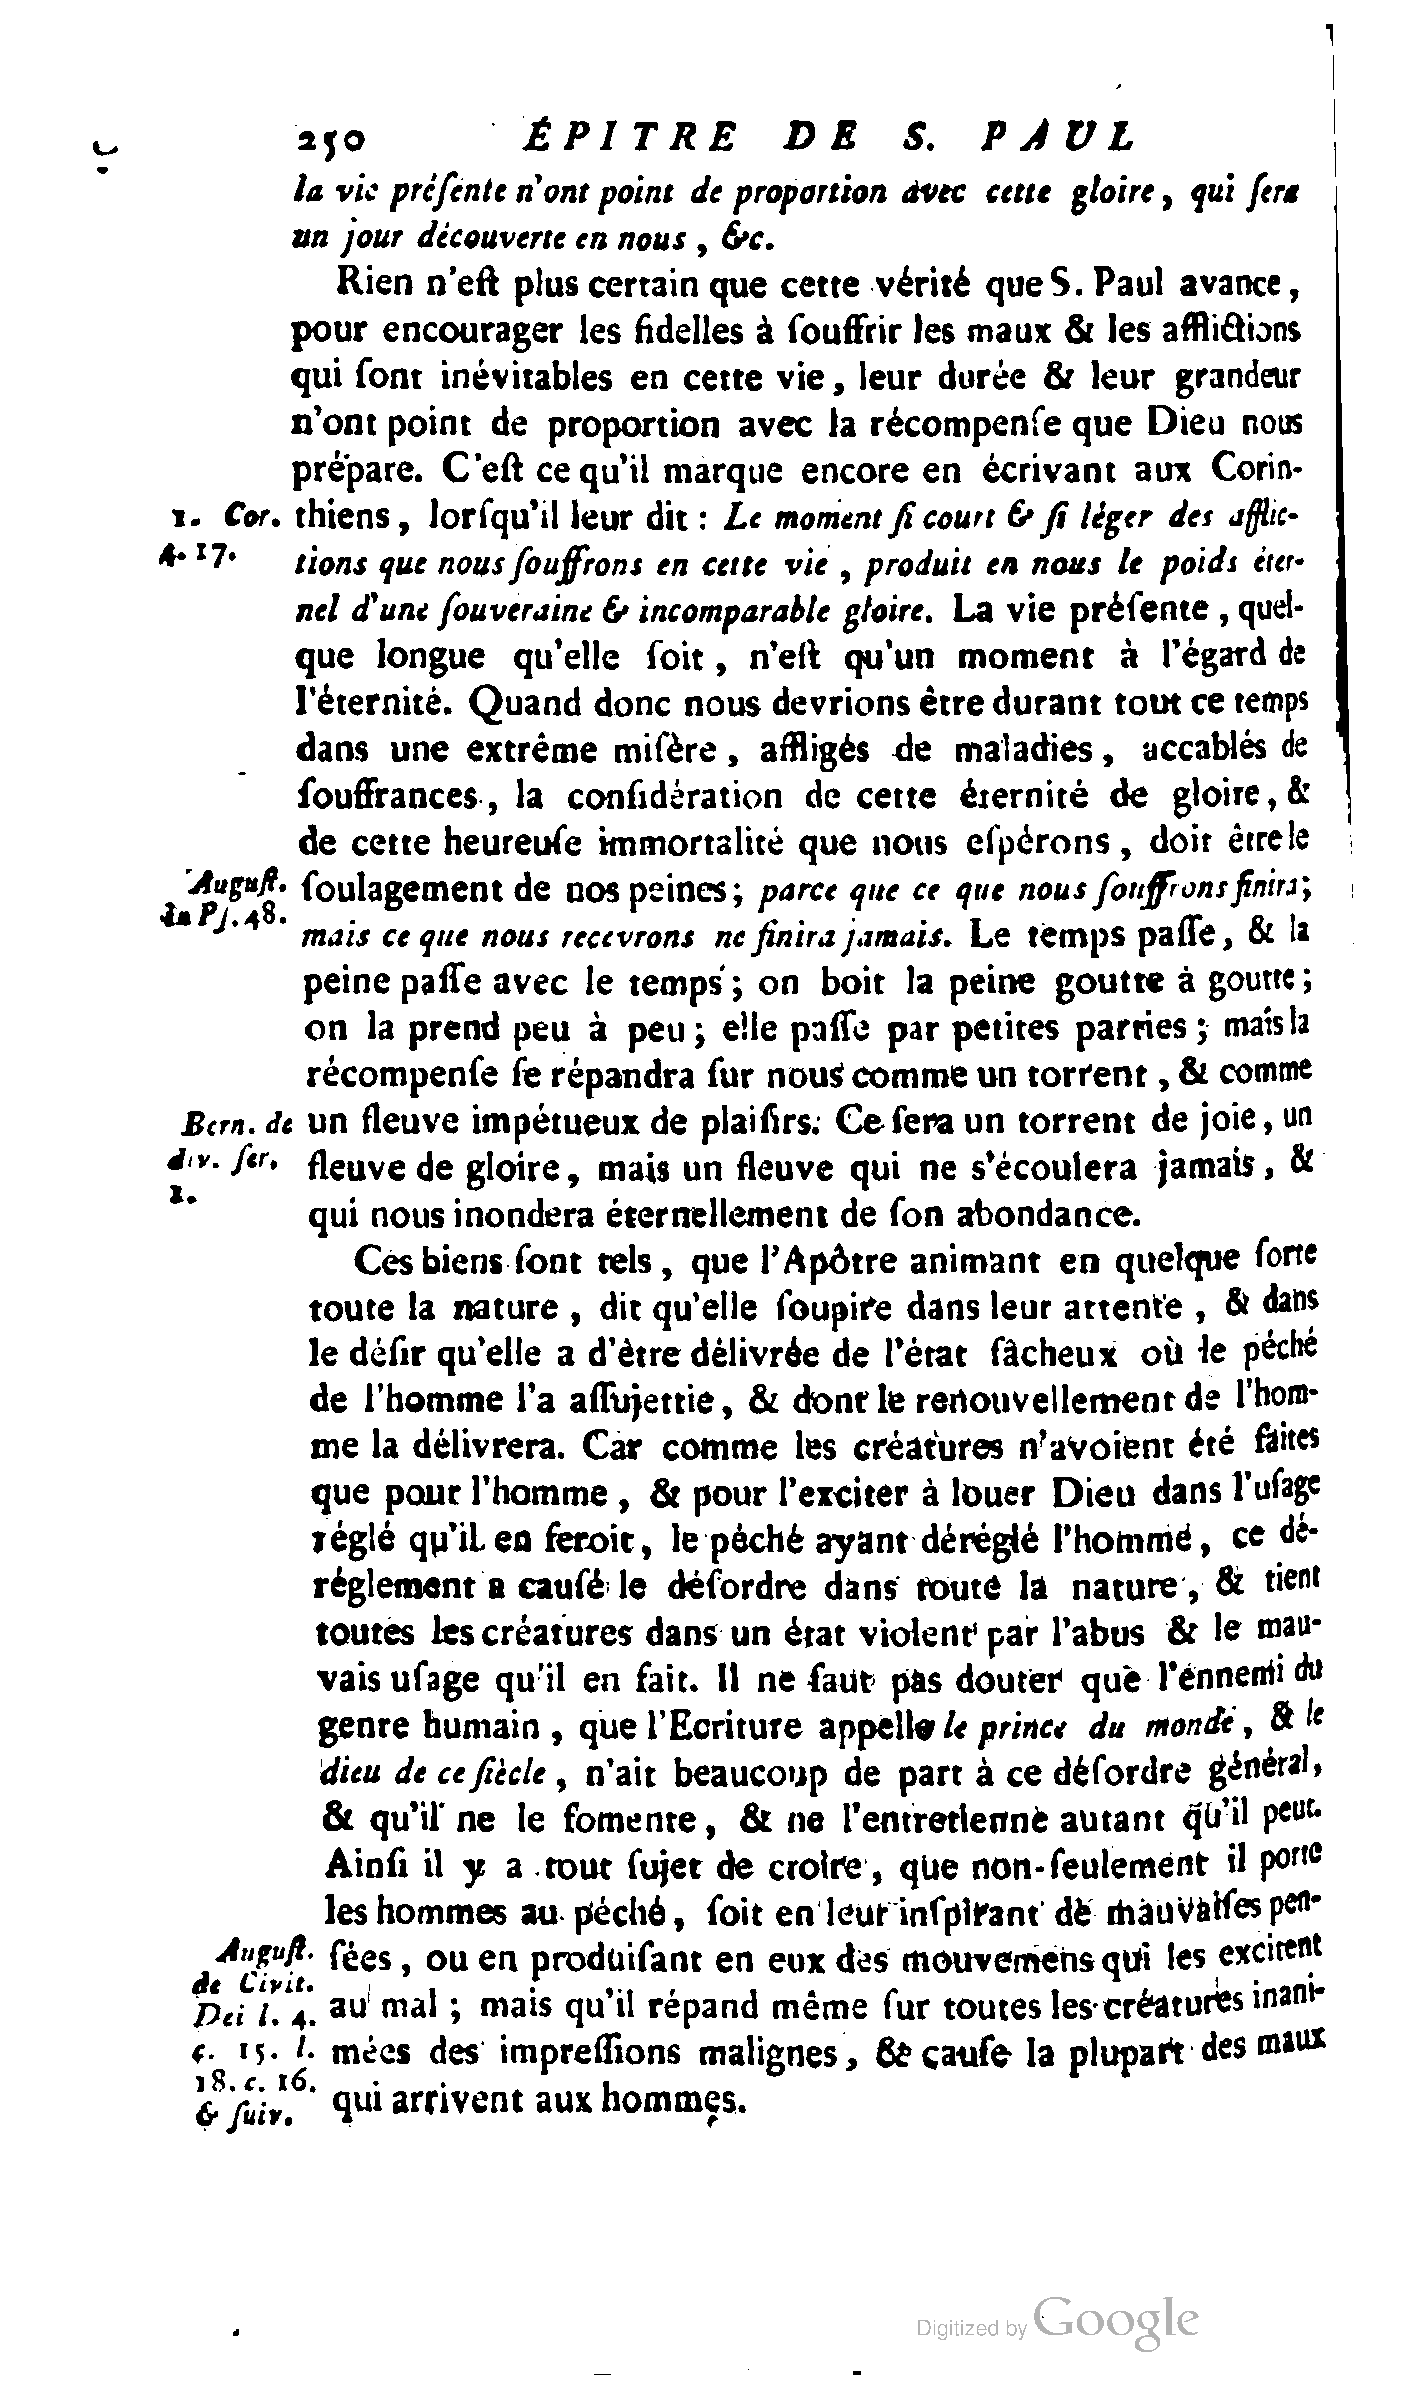 250 ÉPITRE DE S. PAUL
la vie préſente n'ont point de proportion avec cette gloire, qui ſera
un jour découverte en nous, &c.
Rien n'eſt plus certain que cette vérité que S. Paul avance,
pour encourager les fidelles à ſouffrir les maux & les afflictions
qui ſont inévitables en cette vie, leur durée & leur grandeur
n'ont point de proportion avec la récompenſe que Dieu nous
prépare. C'eſt ce qu'il marque encore en écrivant aux Corin-
1. Cor. thiens, lorſqu'il leur dit : Le moment ſi court & ſi léger des afflic-
4. 17. tions que nous ſouffrons en cette vie, produit en nous le poids éter-
nel d'une ſouveraine & incomparable gloire. La vie préſente, quel-
que longue qu'elle ſoit, n'eſt qu'un moment à l'égard de
l'éternité. Quand donc nous devrions être durant tout ce temps
dans une extrême miſère, affligés de maladies, accablés de
ſouffrances, la conſidération de cette éternité de gloire, &
de cette heureuſe immortalité que nous eſpérons, doit être le
Auguſt. ſoulagement de nos peines; parce que ce que nous ſouffrons finira;
in Pſ. 48. mais ce que nous recevrons ne finira jamais. Le temps paſſe, & la
peine paſſe avec le temps; on boit la peine goutte à goutte;
on la prend peu à peu; elle paſſe par petites parties; mais la
récompenſe ſe répandra ſur nous comme un torrent, & comme
Bern. de un fleuve impétueux de plaiſirs. Ce ſera un torrent de joie, un
div. ſer. fleuve de gloire, mais un fleuve qui ne s'écoulera jamais, &
1. qui nous inondera éternellement de ſon abondance.
Ces biens ſont tels, que l'Apôtre animant en quelque ſorte
toute la nature, dit qu'elle ſoupire dans leur attente, & dans
le déſir qu'elle a d'être délivrée de l'état fâcheux où le péché
de l'homme l'a aſſujettie, & dont le renouvellement de l'hom-
me la délivrera. Car comme les créatures n'avoient été faites
que pour l'homme, & pour l'exciter à louer Dieu dans l'uſage
réglé qu'il en feroit, le péché ayant déréglé l'homme, ce dé-
réglement a cauſé le déſordre dans toute la nature, & tient
toutes les créatures dans un état violent par l'abus & le mau-
vais uſage qu'il en fait. Il ne faut pas douter que l'ennemi du
genre humain, que l'Ecriture appelle le prince du monde, & le
dieu de ce ſiècle, n'ait beaucoup de part à ce déſordre général,
& qu'il ne le fomente, & ne l'entretienne autant qu'il peut.
Ainſi il y a tout ſujet de croire, que non-ſeulement il porte
les hommes au péché, ſoit en leur inſpirant de mauvaiſes pen-
Auguſt. ſées, ou en produiſant en eux des mouvemens qui les excitent
de Civit.
Dei l. 4. au mal; mais qu'il répand même ſur toutes les créatures inani-
c. 15. l. mées des impreſſions malignes, & cauſe la plupart des maux
18. c. 16.
& ſuiv. qui arrivent aux hommes.
Digitized by Google